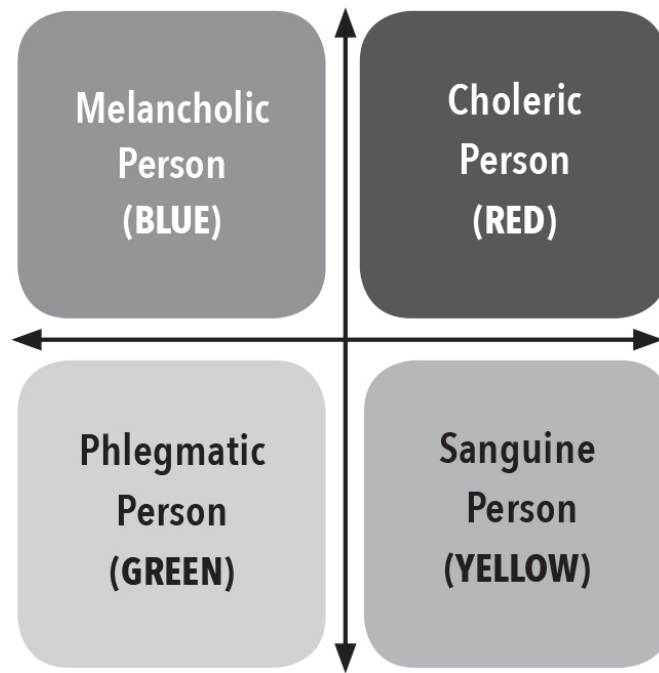 Melancholic
Person
(BLUE)
Choleric
Person
(RED)
Phlegmatic
Person
(GREEN)
Sanguine
Person
(YELLOW)